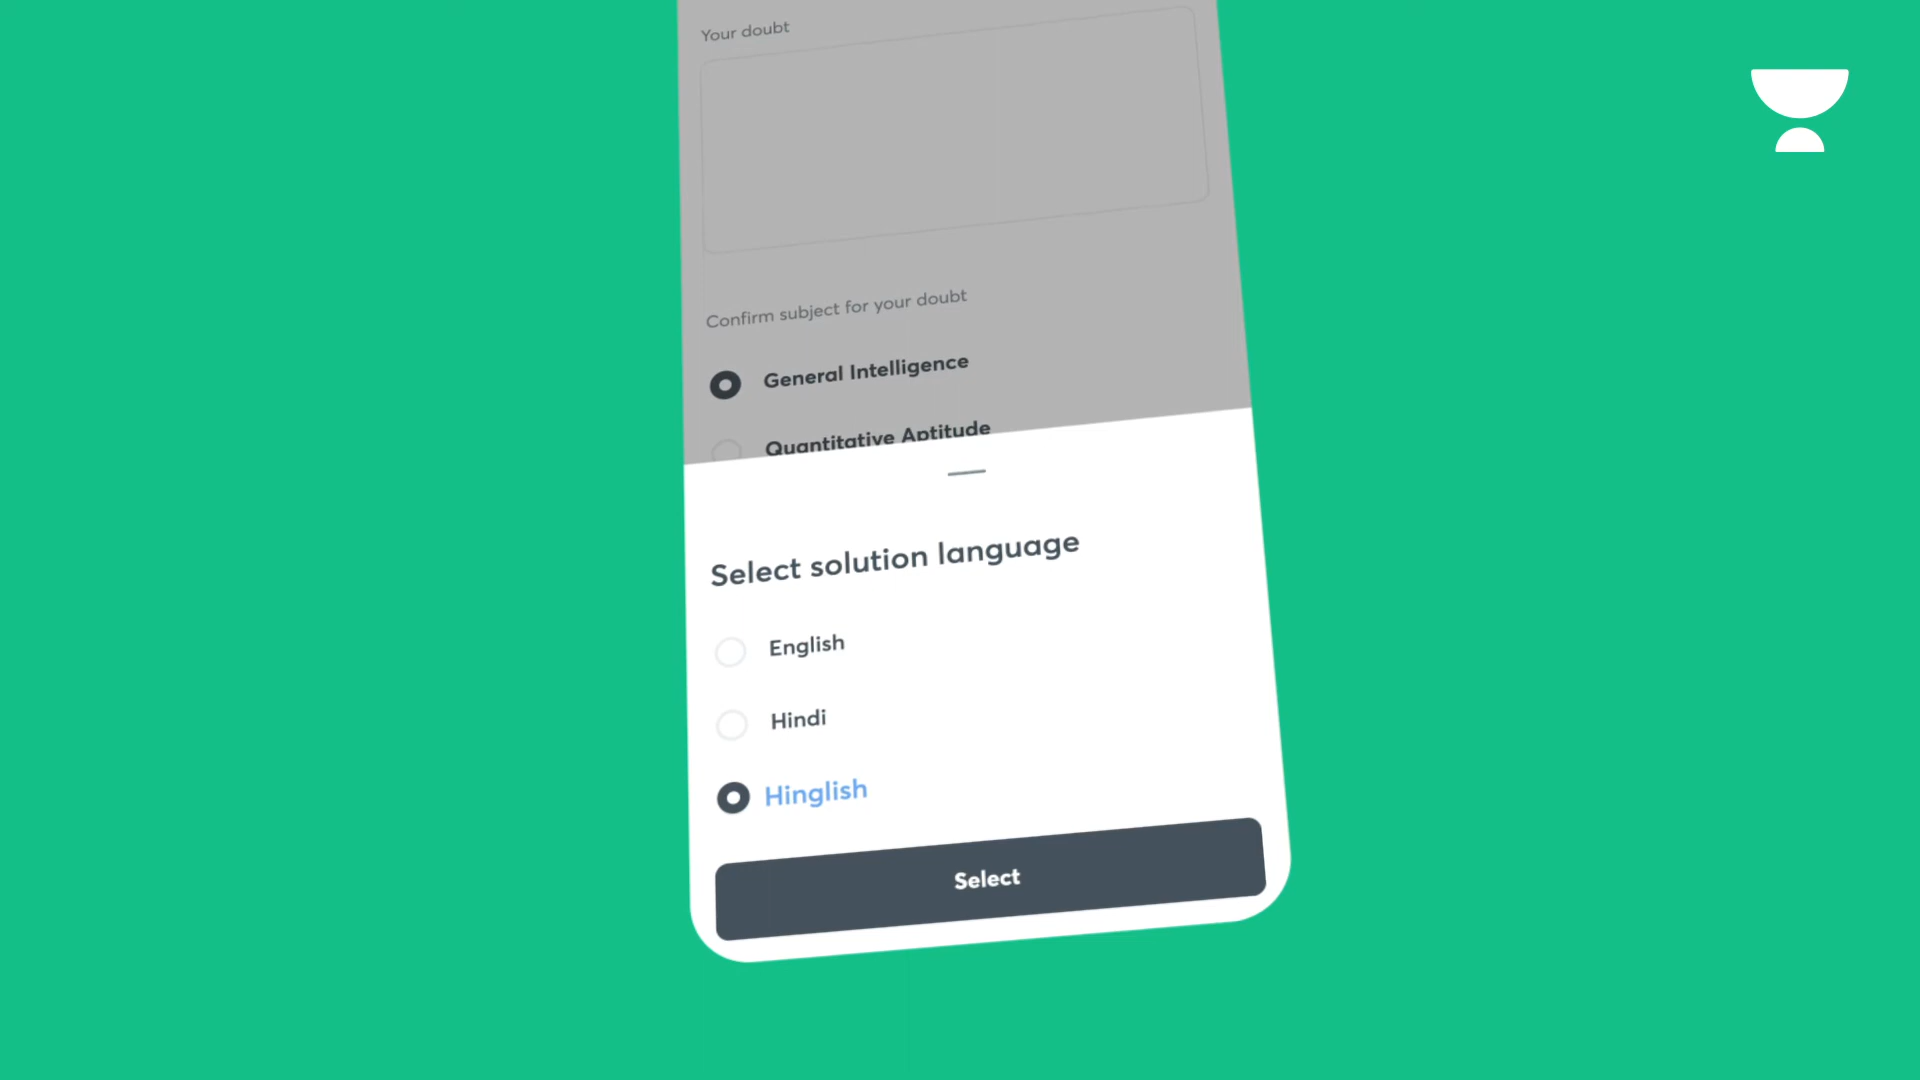 Your doubt
Confirm subject for your doubt
General Intelligence
Quantitative Aptitude
Select solution language
English
Hindi
Hinglish
Select